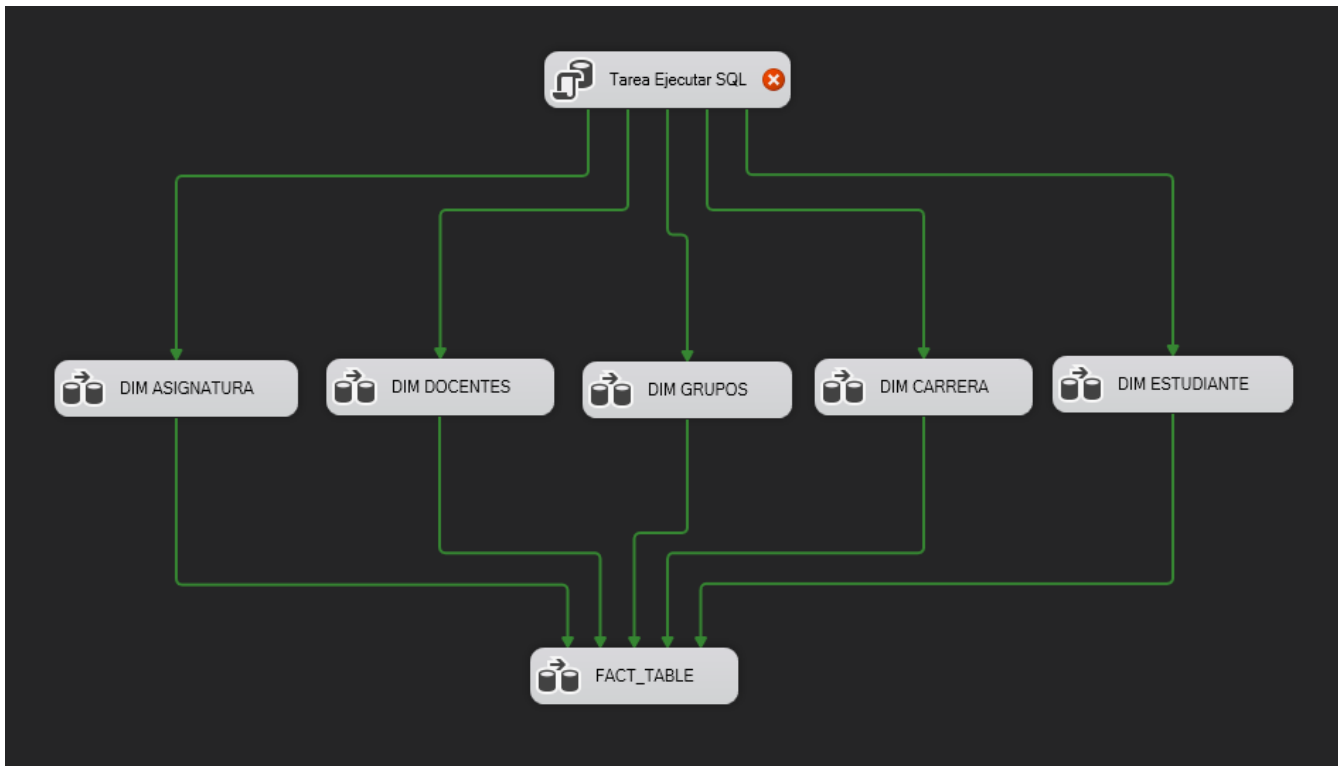 Tarea Ejecutar SQL
DIM ASIGNATURA
DIM DOCENTES
DIM GRUPOS
DIM CARRERA
DIM ESTUDIANTE
FACT_TABLE